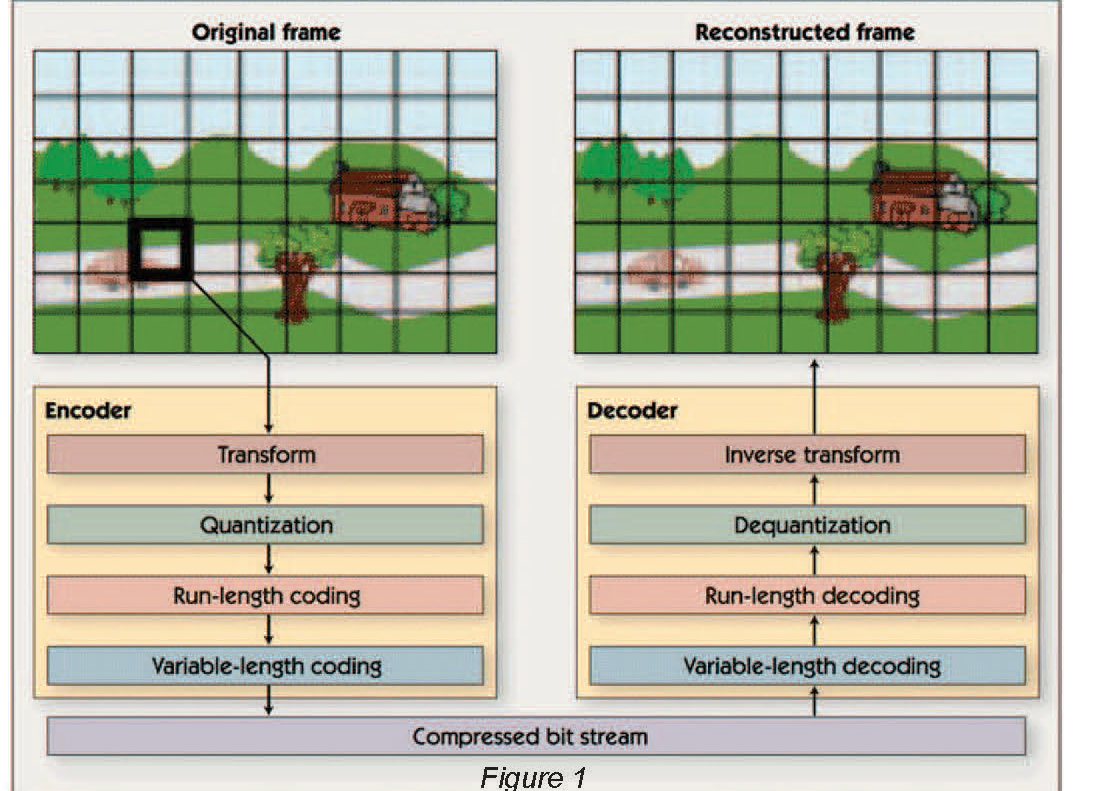 Original frame
Reconstructed frame
Encoder
Transform
Quantization
Run-length coding
Variable-length coding
Decoder
Inverse transform
Dequantization
Run-length decoding
Variable-length decoding
Compressed bit stream
Figure 1